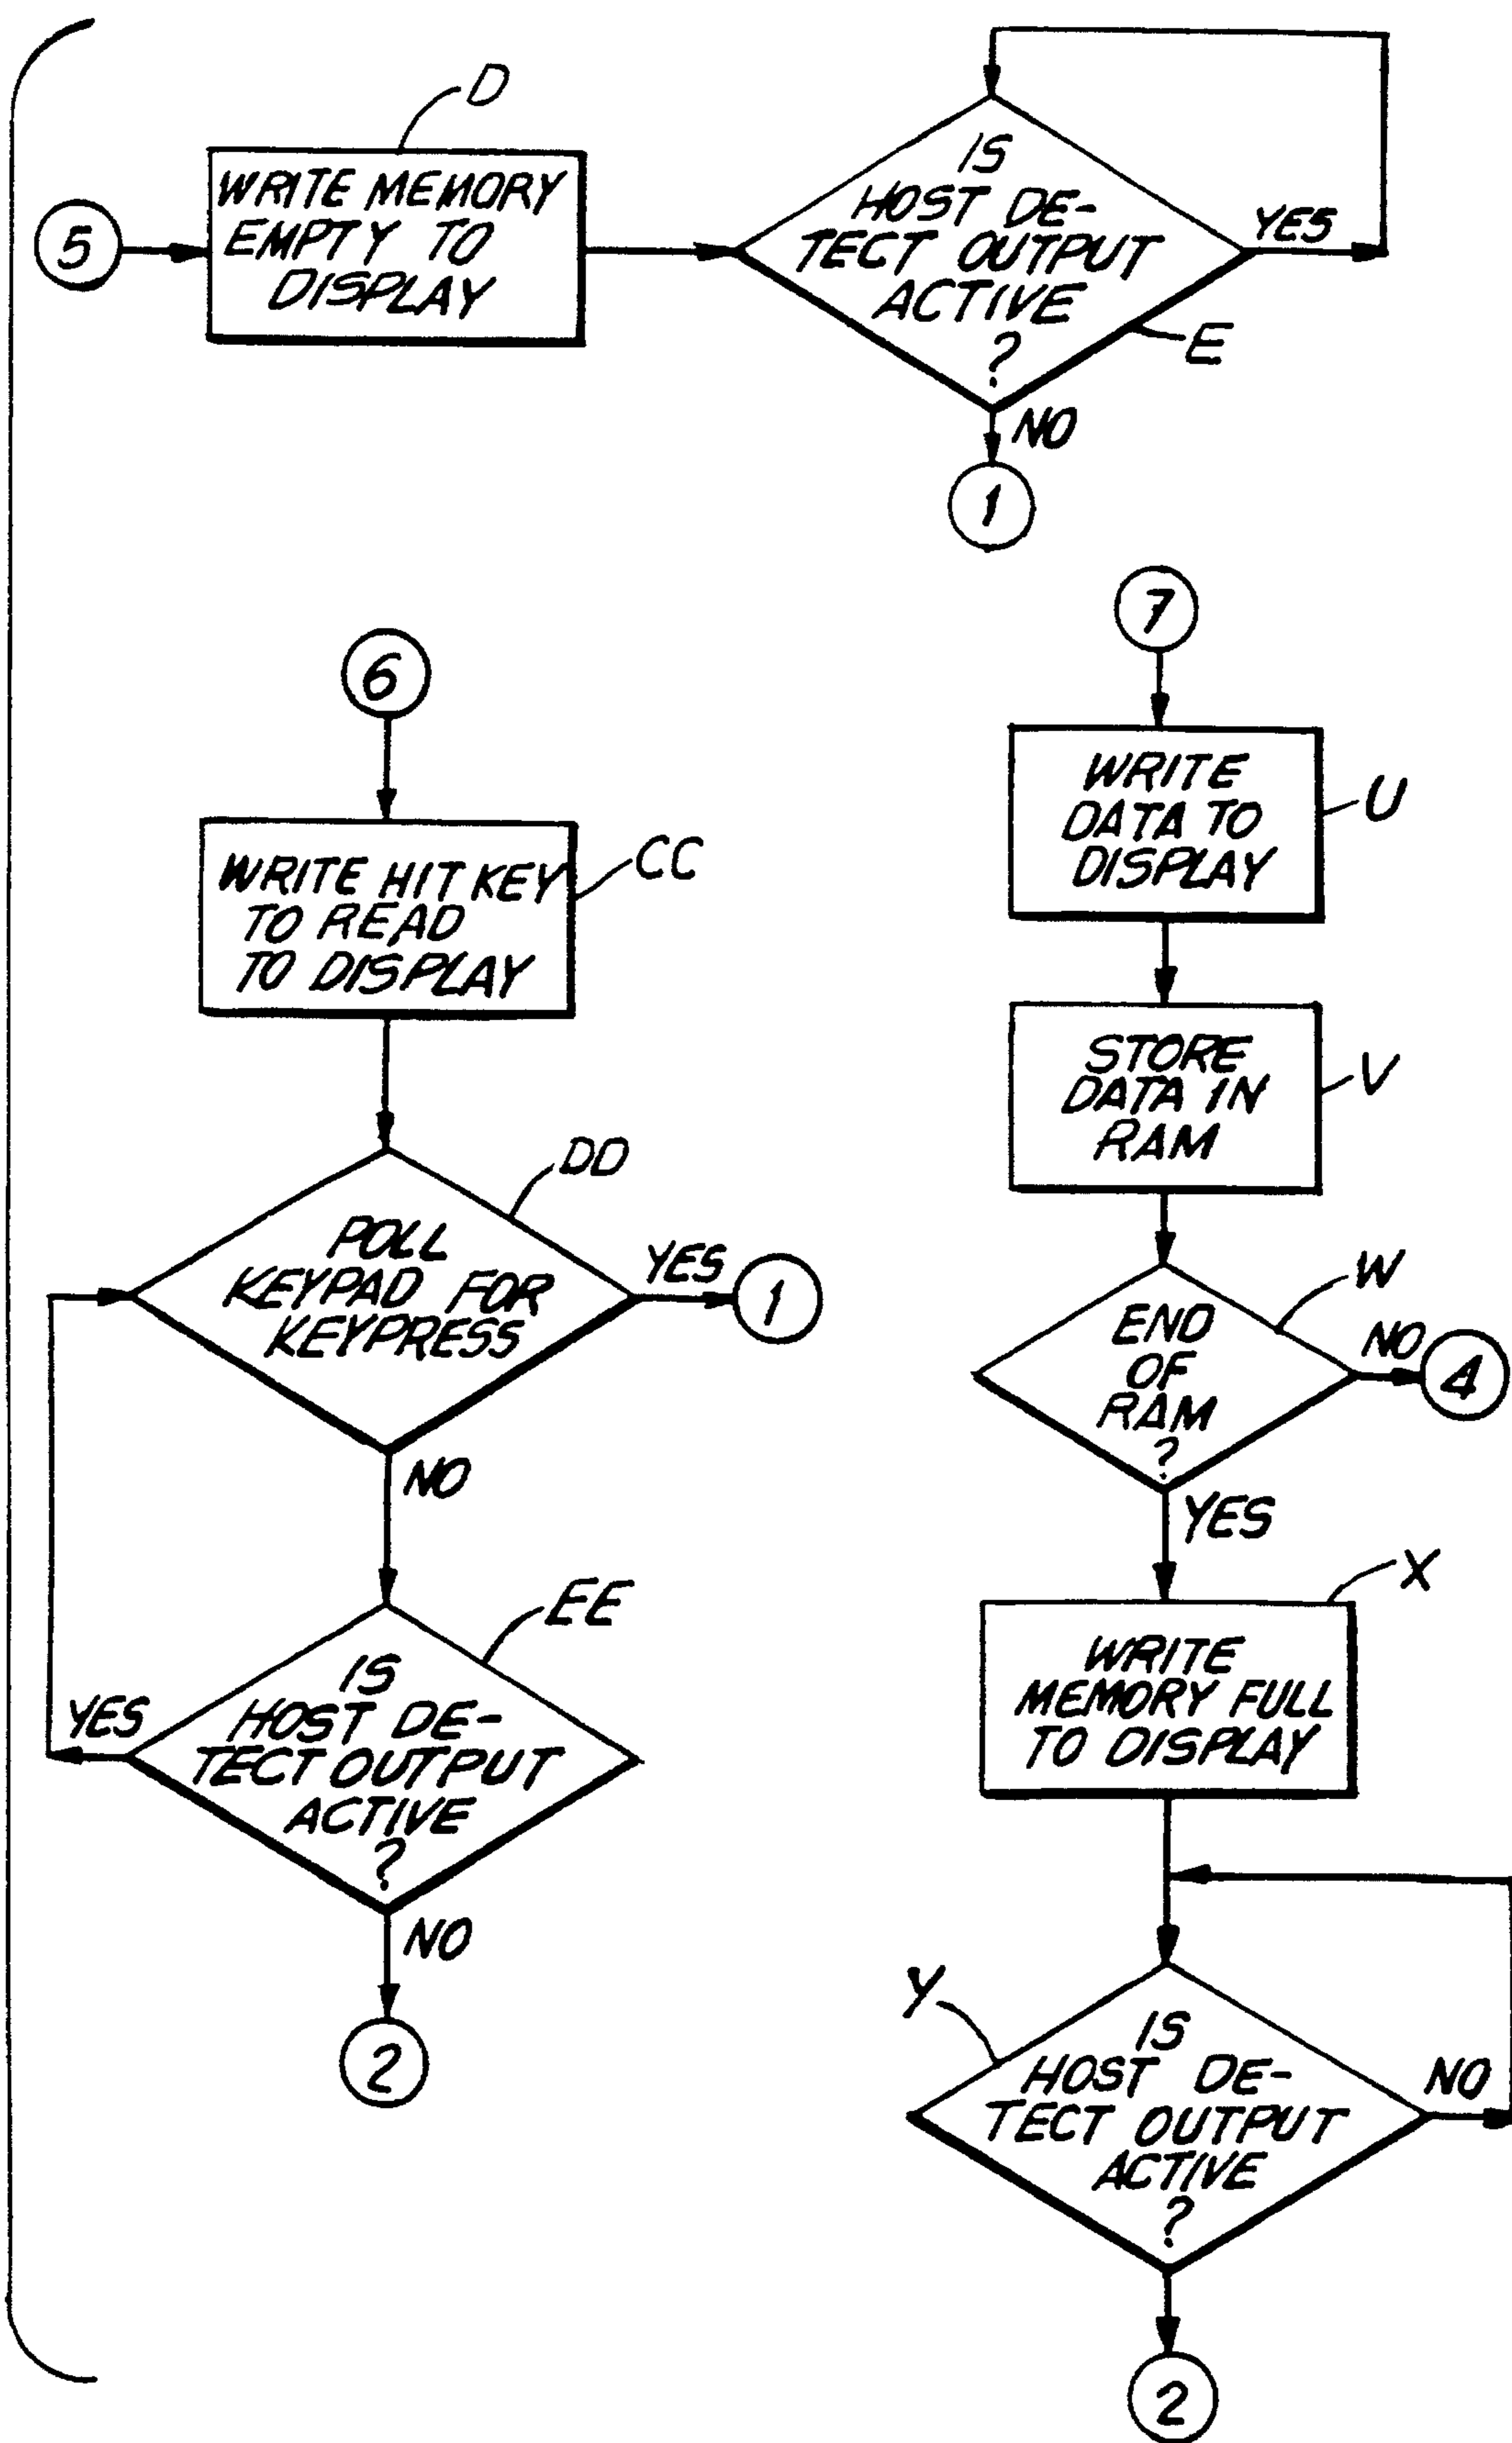 D
5
WRITE MEMORY
EMPTY TO
DISPLAY
IS
HOST DE-
TECT OUTPUT
ACTIVE
?
YES
E
NO
1
6
WRITE HIT KEY
TO READ
TO DISPLAY
CC
POLL
KEYPAD FOR
KEYPRESS
DD
YES
1
NO
IS
HOST DE-
TECT OUTPUT
ACTIVE
?
EE
YES
NO
2
7
WRITE
DATA TO
DISPLAY
U
STORE
DATA IN
RAM
V
END
OF
RAM
?
W
NO
4
YES
WRITE
MEMORY FULL
TO DISPLAY
X
Y
IS
HOST DE-
TECT OUTPUT
ACTIVE
?
NO
2